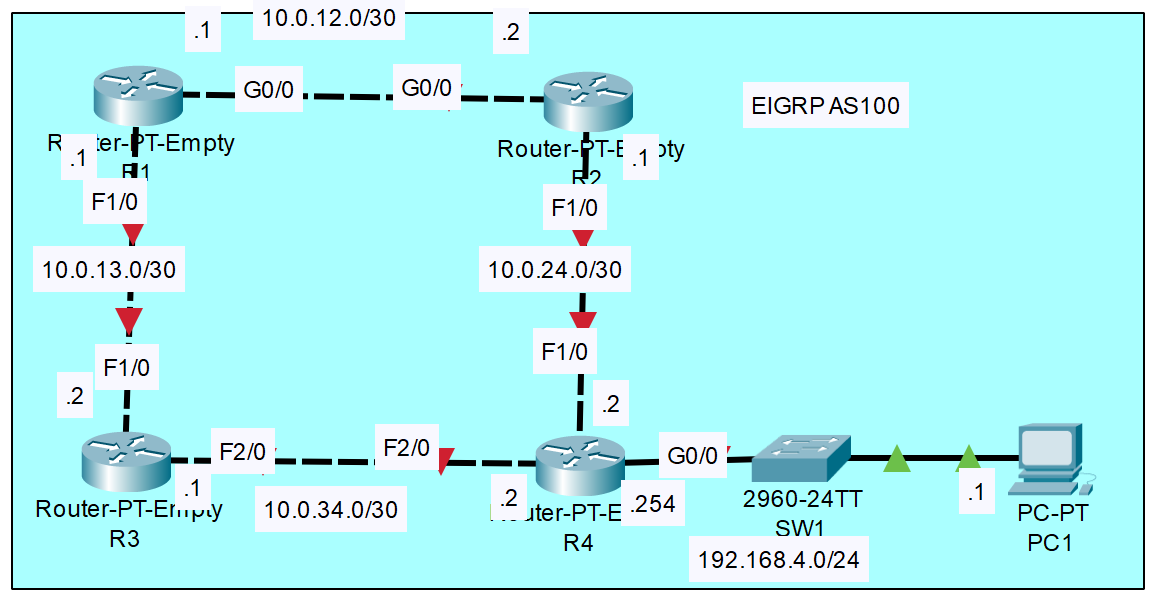 10.0.12.0/30
.1
.2
G0/0
G0/0
EIGRP AS100
Router-PT-Empty
R1
Router-PT-Empty
R2
.1
.1
F1/0
F1/0
10.0.13.0/30
10.0.24.0/30
F1/0
F1/0
.2
.2
F2/0
F2/0
G0/0
.1
.2
.254
.1
Router-PT-Empty
R3
10.0.34.0/30
Router-PT-E
R4
2960-24TT
SW1
PC-PT
PC1
192.168.4.0/24